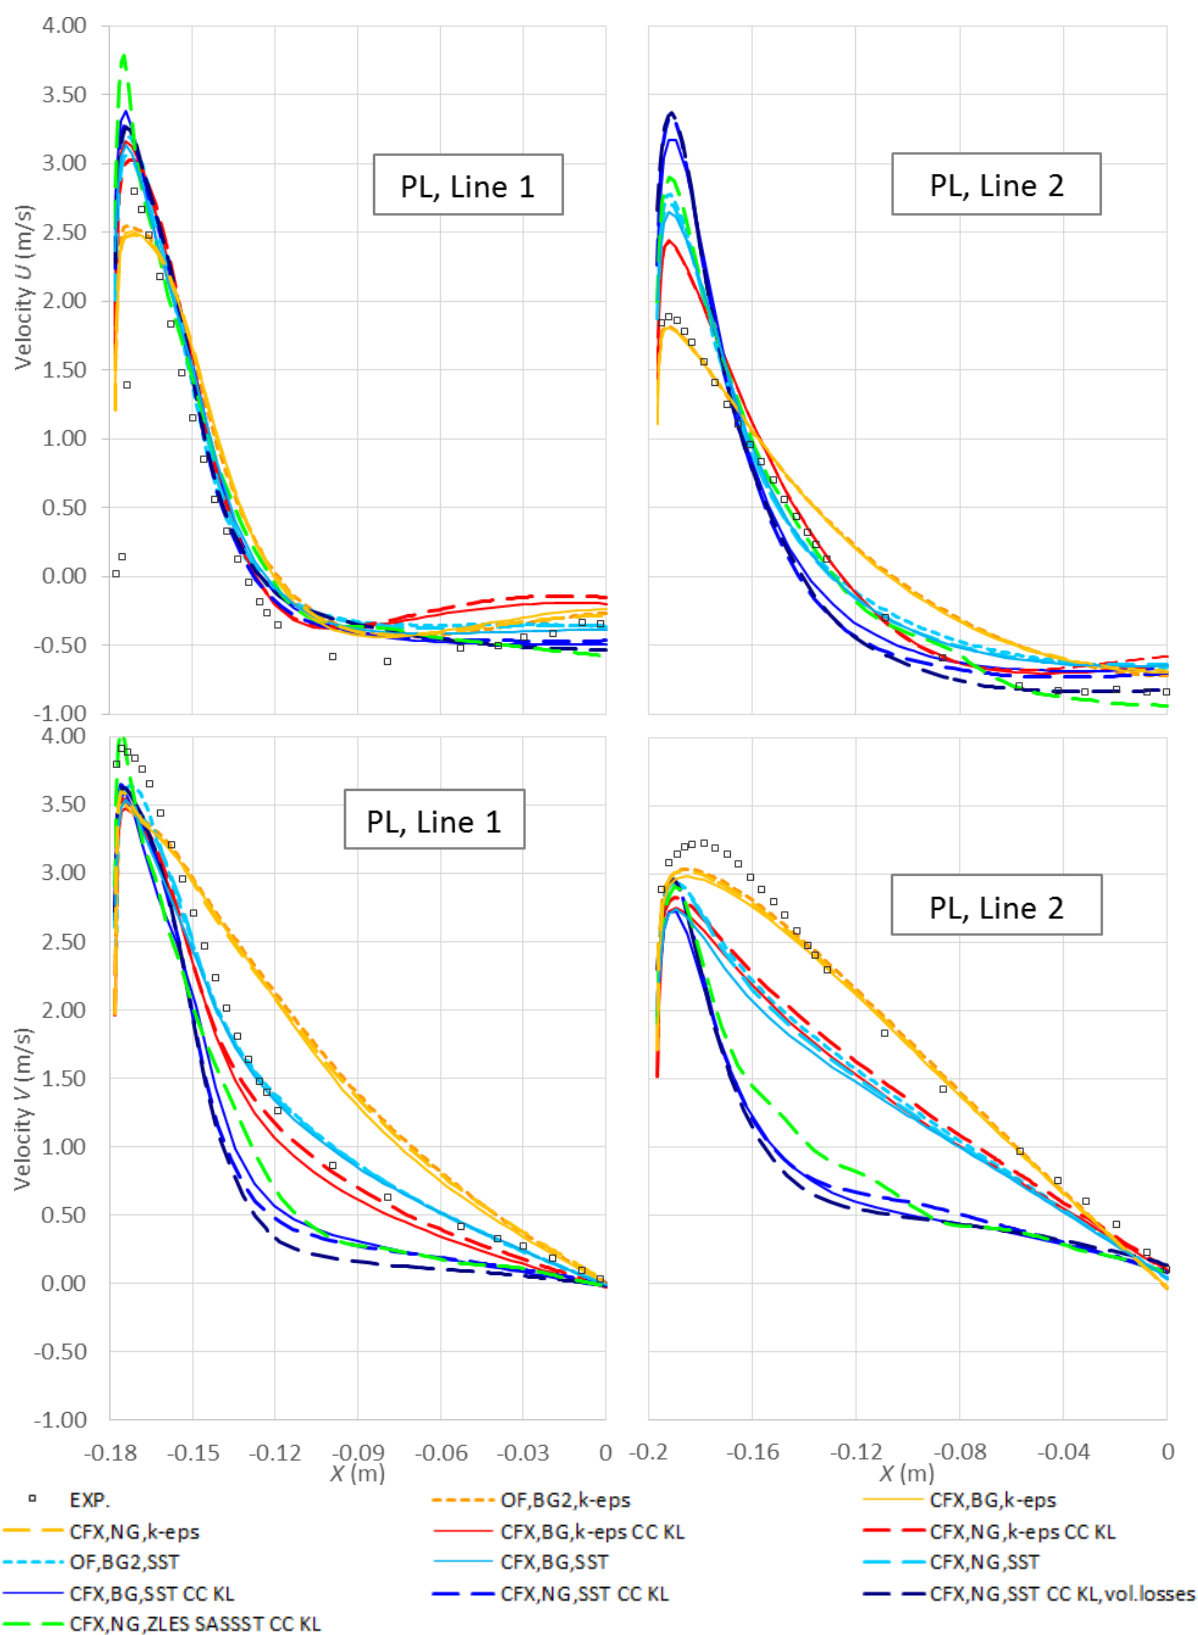 4.00
3.50
3.00
2.50
2.00
1.50
1.00
0.50
0.00
-0.50
-1.00
Velocity U (m/s)
PL, Line 1
PL, Line 2
4.00
3.50
3.00
2.50
2.00
1.50
1.00
0.50
0.00
-0.50
-1.00
Velocity V (m/s)
PL, Line 1
PL, Line 2
-0.18 -0.15 -0.12 -0.09 -0.06 -0.03 0
X (m)
-0.2 -0.16 -0.12 -0.08 -0.04 0
X (m)
EXP. OF,BG2,k-eps CFX,BG,k-eps
CFX,NG,k-eps CFX,BG,k-eps CC KL CFX,NG,k-eps CC KL
OF,BG2,SST CFX,BG,SST CFX,NG,SST
CFX,BG,SST CC KL CFX,NG,SST CC KL CFX,NG,SST CC KL,vol.losses
CFX,NG,ZLES SASSST CC KL